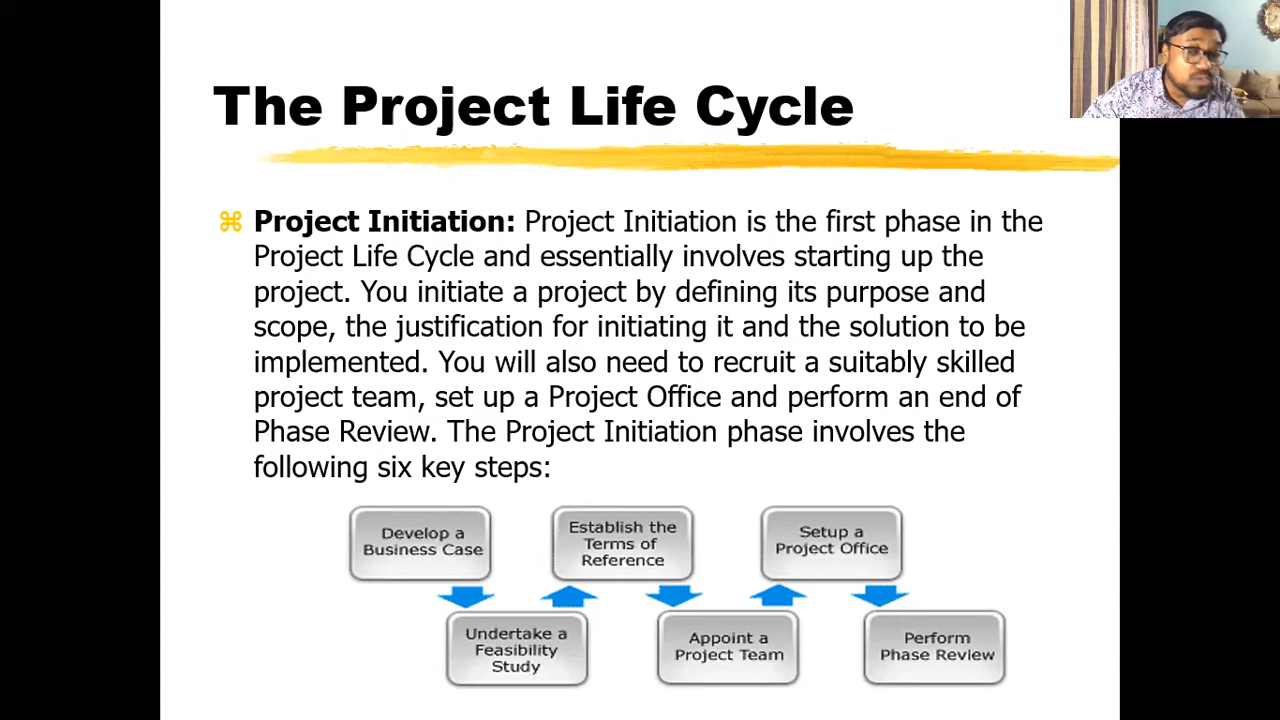 The Project Life Cycle
Project Initiation: Project Initiation is the first phase in the
Project Life Cycle and essentially involves starting up the
project. You initiate a project by defining its purpose and
scope, the justification for initiating it and the solution to be
implemented. You will also need to recruit a suitably skilled
project team, set up a Project Office and perform an end of
Phase Review. The Project Initiation phase involves the
following six key steps:
Develop a
Business Case
Undertake a
Feasibility
Study
Establish the
Terms of
Reference
Appoint a
Project Team
Setup a
Project Office
Perform
Phase Review